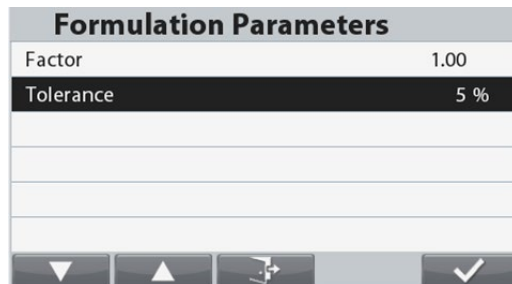 Formulation Parameters
Factor 1.00
Tolerance 5 %